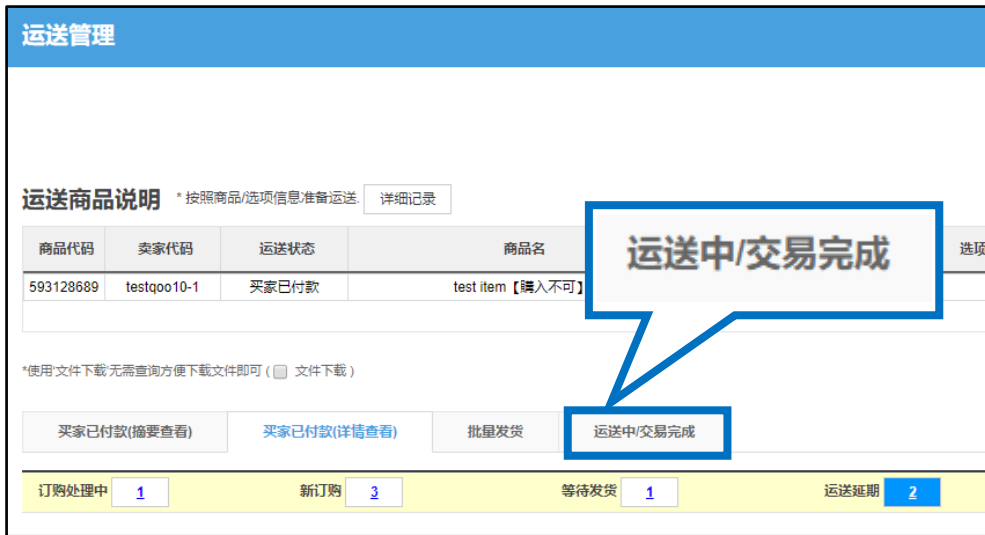 运送管理
运送商品说明 *按照商品/选项信息准备运送. 详细记录
商品代码 卖家代码 运送状态 商品名 选项
运送中/交易完成
593128689 testqoo10-1 买家已付款 test item【購入不可】
*使用'文件下载'无需查询方便下载文件即可 ( 文件下载 )
买家已付款(摘要查看) 买家已付款(详情查看) 批量发货 运送中/交易完成
订购处理中 1 新订购 3 等待发货 1 运送延期 2